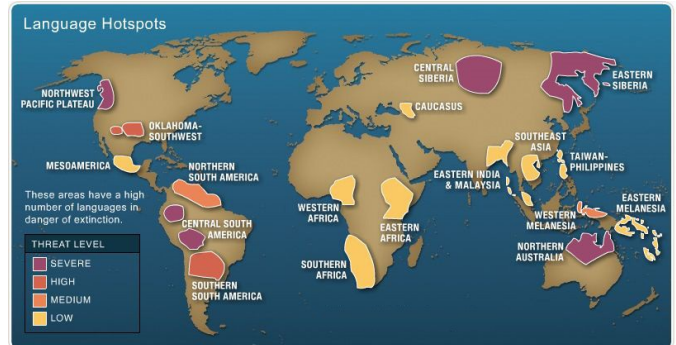 Language Hotspots
NORTHWEST
PACIFIC PLATEAU
OKLAHOMA-
SOUTHWEST
MESOAMERICA
NORTHERN
SOUTH AMERICA
CENTRAL SOUTH
AMERICA
SOUTHERN
SOUTH AMERICA
CENTRAL
SIBERIA
EASTERN
SIBERIA
CAUCASUS
SOUTHEAST
ASIA
TAIWAN-
PHILIPPINES
EASTERN INDIA
& MALAYSIA
WESTERN
AFRICA
EASTERN
AFRICA
SOUTHERN
AFRICA
WESTERN
MELANESIA
EASTERN
MELANESIA
NORTHERN
AUSTRALIA
These areas have a high
number of languages in
danger of extinction.
THREAT LEVEL
SEVERE
HIGH
MEDIUM
LOW